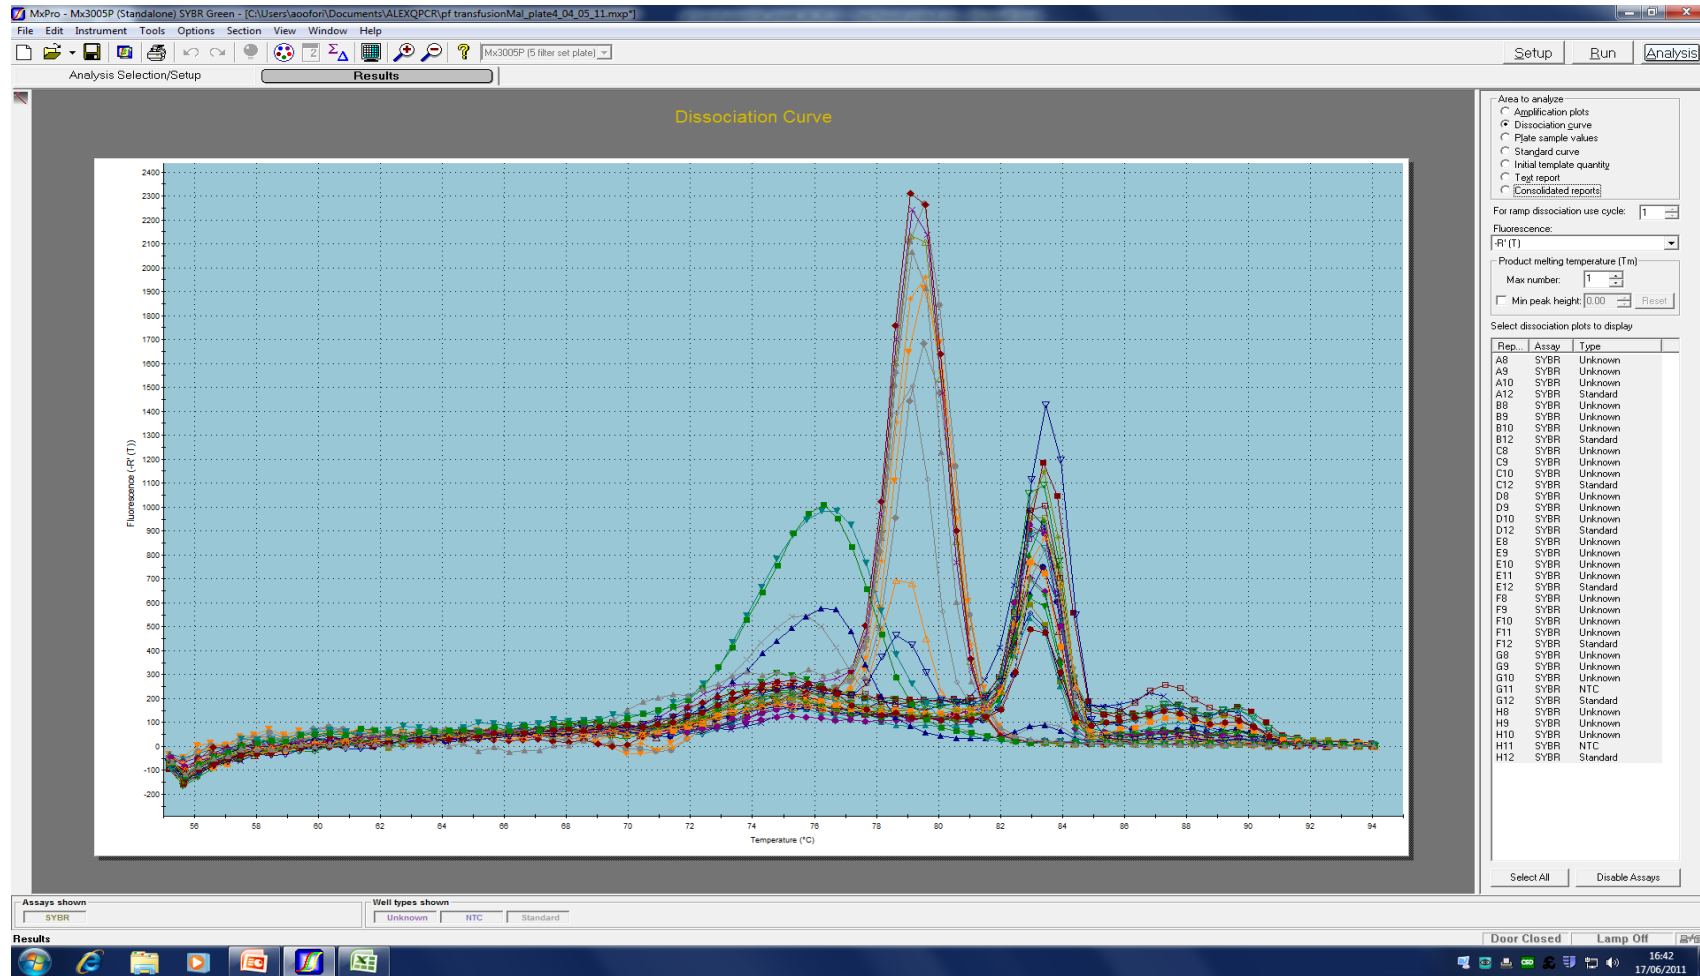 MxPro - Mx3005P (Standalone) SYBR Green - [C:\Users\aoofori\Documents\ALEXQPCR\pf transfusionMal_plate4_04_05_11.mxp*]
File Edit Instrument Tools Options Section View Window Help
Mx3005P (5 filter set plate)
Setup Run Analysis
Analysis Selection/Setup Results
Dissociation Curve
2400
2300
2200
2100
2000
1900
1800
1700
1600
1500
1400
1300
1200
1100
1000
900
800
700
600
500
400
300
200
100
0
-100
-200
Fluorescence (-R' (T))
56 58 60 62 64 66 68 70 72 74 76 78 80 82 84 86 88 90 92 94
Temperature (°C)
Area to analyze
Amplification plots
Dissociation curve
Plate sample values
Standard curve
Initial template quantity
Text report
Consolidated reports
For ramp dissociation use cycle: 1
Fluorescence:
-R' (T)
Product melting temperature (Tm)
Max number: 1
Min peak height: 0.00 Reset
Select dissociation plots to display
Rep... Assay Type
A8 SYBR Unknown
A9 SYBR Unknown
A10 SYBR Unknown
A12 SYBR Standard
B8 SYBR Unknown
B9 SYBR Unknown
B10 SYBR Unknown
B12 SYBR Standard
C8 SYBR Unknown
C9 SYBR Unknown
C10 SYBR Unknown
C12 SYBR Standard
D8 SYBR Unknown
D9 SYBR Unknown
D10 SYBR Unknown
D12 SYBR Standard
E8 SYBR Unknown
E9 SYBR Unknown
E10 SYBR Unknown
E11 SYBR Unknown
E12 SYBR Standard
F8 SYBR Unknown
F9 SYBR Unknown
F10 SYBR Unknown
F11 SYBR Unknown
F12 SYBR Standard
G8 SYBR Unknown
G9 SYBR Unknown
G10 SYBR Unknown
G11 SYBR NTC
G12 SYBR Standard
H8 SYBR Unknown
H9 SYBR Unknown
H10 SYBR Unknown
H11 SYBR NTC
H12 SYBR Standard
Select All Disable Assays
Assays shown
SYBR
Well types shown
Unknown NTC Standard
Results
Door Closed Lamp Off
16:42
17/06/2011